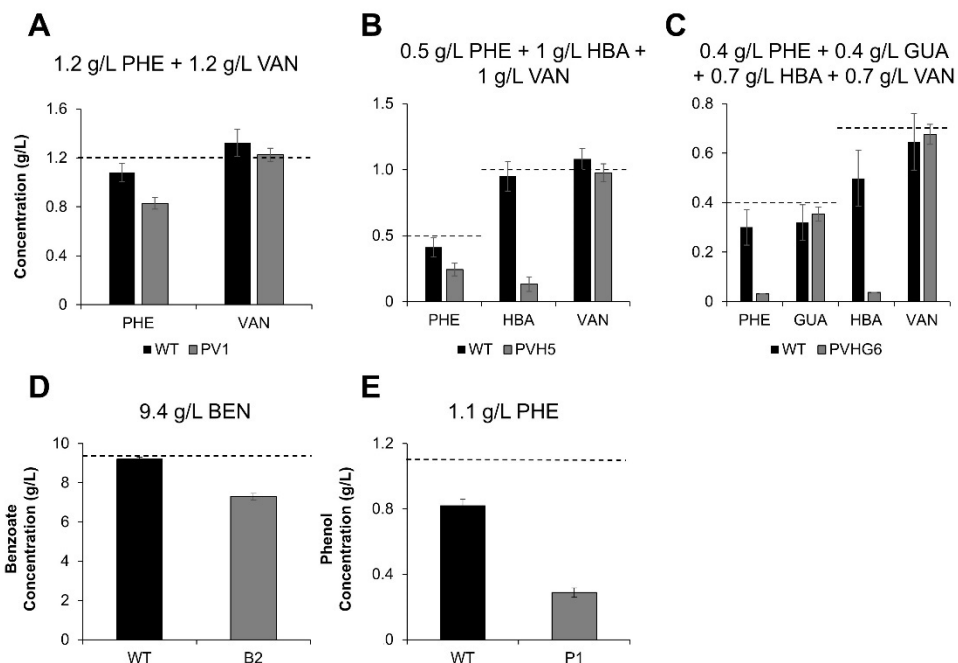 A
1.2 g/L PHE + 1.2 g/L VAN
Concentration (g/L)
1.6
1.2
0.8
0.4
0
PHE VAN
WT PV1
B
0.5 g/L PHE + 1 g/L HBA +
1 g/L VAN
1.5
1.0
0.5
0
PHE HBA VAN
WT PVH5
C
0.4 g/L PHE + 0.4 g/L GUA
+ 0.7 g/L HBA + 0.7 g/L VAN
0.8
0.6
0.4
0.2
0
PHE GUA HBA VAN
WT PVHG6
D
9.4 g/L BEN
Benzoate
Concentration (g/L)
10
8
6
4
2
0
WT B2
E
1.1 g/L PHE
Phenol
Concentration (g/L)
1.2
0.8
0.4
0
WT P1